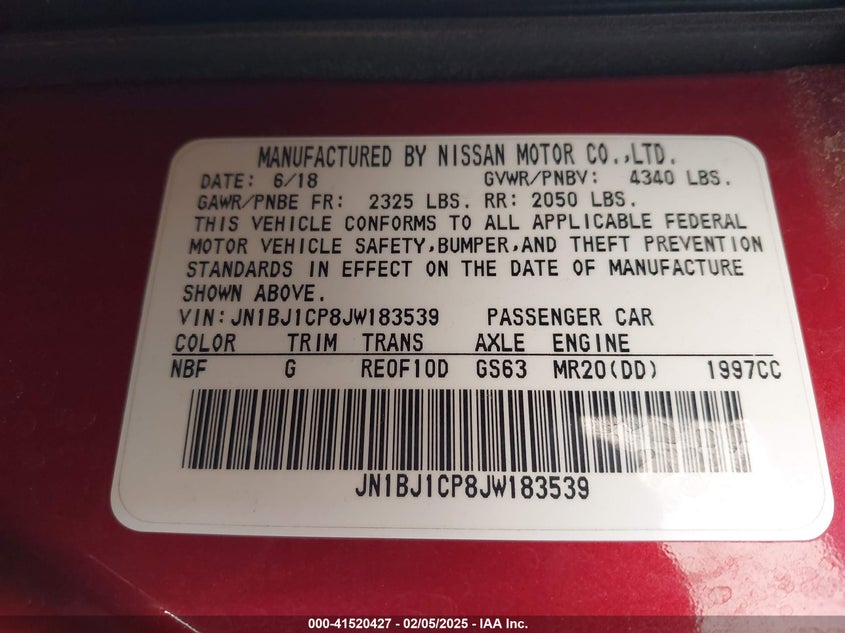 MANUFACTURED BY NISSAN MOTOR CO.,LTD.
DATE: 6/18 GVWR/PNBV: 4340 LBS.
GAWR/PNBE FR: 2325 LBS. RR: 2050 LBS.
THIS VEHICLE CONFORMS TO ALL APPLICABLE FEDERAL
MOTOR VEHICLE SAFETY,BUMPER,AND THEFT PREVENTION
STANDARDS IN EFFECT ON THE DATE OF MANUFACTURE
SHOWN ABOVE.
VIN:JN1BJ1CP8JW183539 PASSENGER CAR
COLOR TRIM TRANS AXLE ENGINE
NBF G RE0F10D GS63 MR20(DD) 1997CC
JN1BJ1CP8JW183539
000-41520427 - 02/05/2025 - IAA Inc.